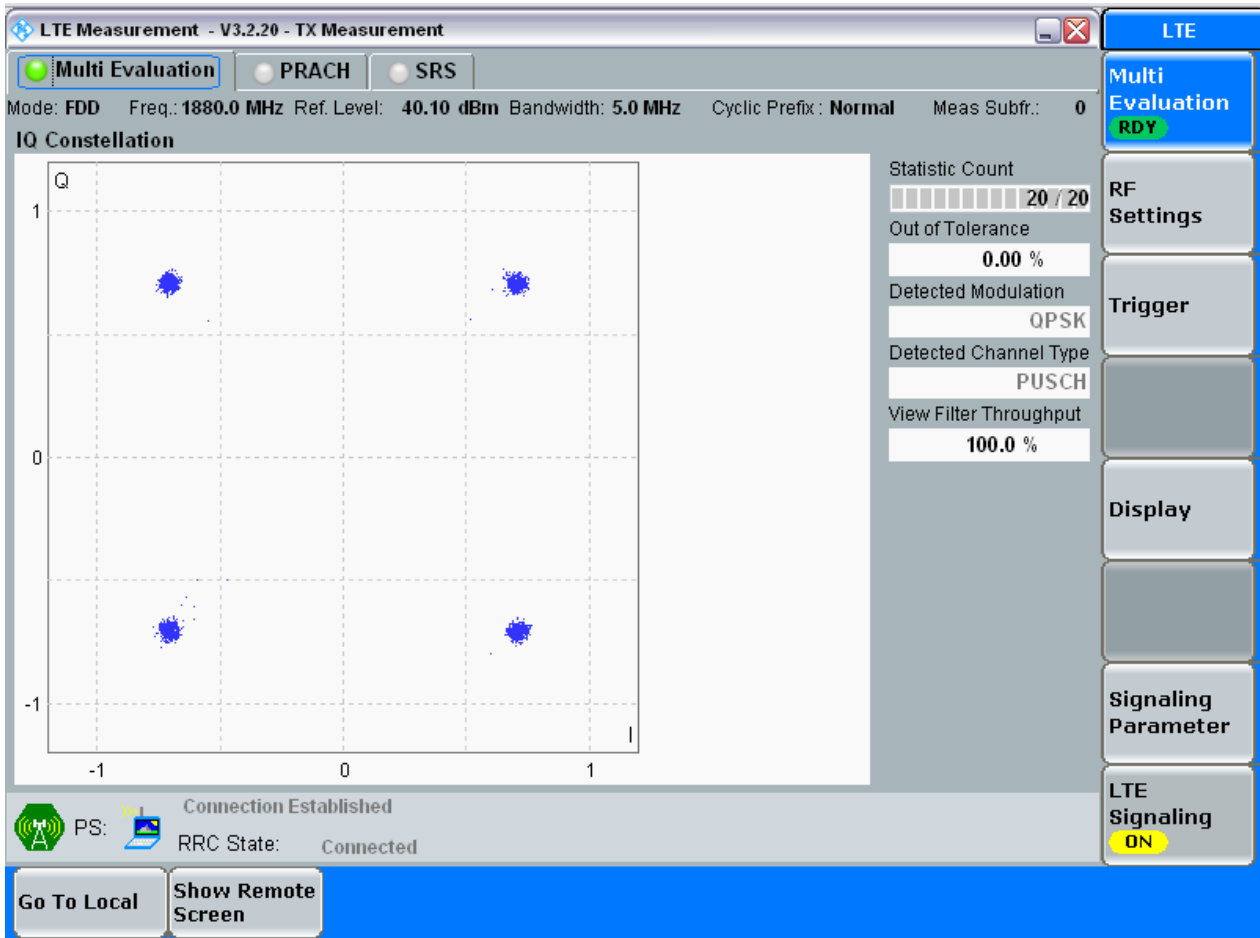 LTE Measurement - V3.2.20 - TX Measurement
LTE
Multi Evaluation PRACH SRS
Mode: FDD Freq.: 1880.0 MHz Ref. Level: 40.10 dBm Bandwidth: 5.0 MHz Cyclic Prefix : Normal Meas Subfr.: 0
IQ Constellation
Q
1
0
-1
I
-1 0 1
Statistic Count
20 / 20
Out of Tolerance
0.00 %
Detected Modulation
QPSK
Detected Channel Type
PUSCH
View Filter Throughput
100.0 %
Multi
Evaluation
RDY
RF
Settings
Trigger
Display
Signaling
Parameter
LTE
Signaling
ON
PS:
Connection Established
RRC State: Connected
Go To Local
Show Remote
Screen